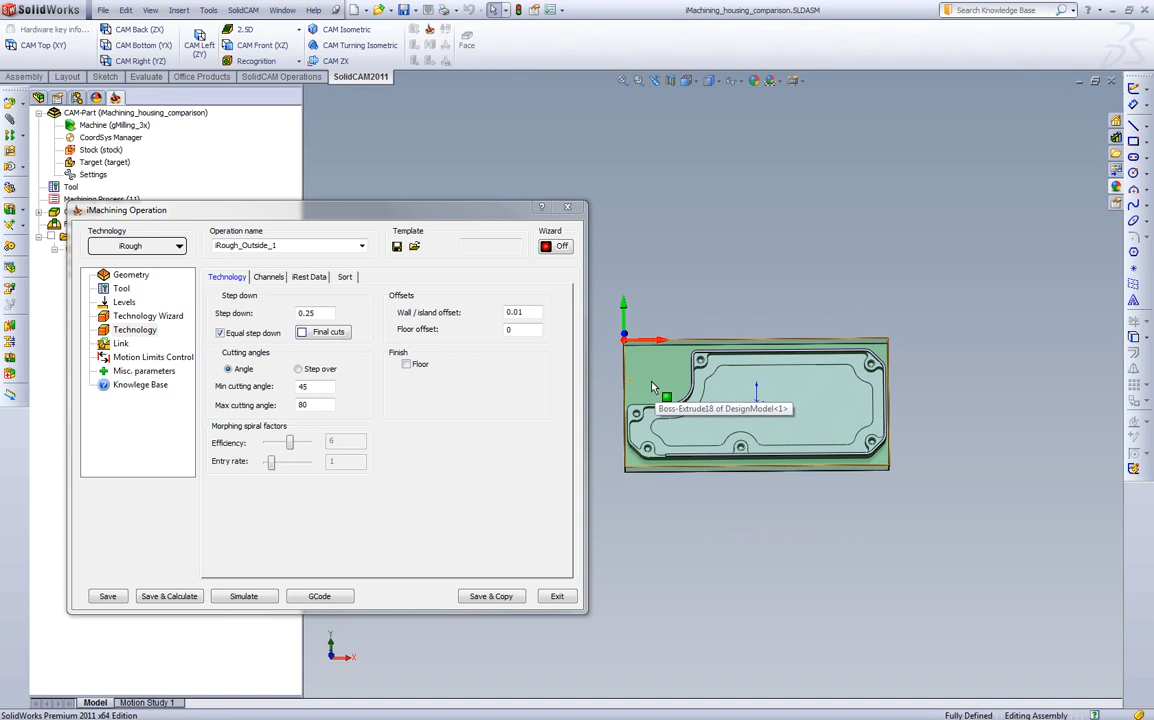 SolidWorks File Edit View Insert Tools SolidCAM Window Help iMachining_housing_comparison.SLDASM Search Knowledge Base
Hardware key info... CAM Back (ZX) 2.5D CAM Isometric
CAM Top (XY) CAM Bottom (YX) CAM Left (ZY) CAM Front (XZ) CAM Turning Isometric Face
CAM Right (YZ) Recognition CAM ZX
Assembly Layout Sketch Evaluate Office Products SolidCAM Operations SolidCAM2011
CAM-Part (iMachining_housing_comparison)
Machine (gMilling_3x)
CoordSys Manager
Stock (stock)
Target (target)
Settings
Tool
Machining Process (11)
iMachining Operation
Technology Operation name Template Wizard
iRough iRough_Outside_1 Off
Geometry
Tool
Levels
Technology Wizard
Technology
Link
Motion Limits Control
Misc. parameters
Knowlege Base
Technology Channels iRest Data Sort
Step down
Step down: 0.25
Equal step down Final cuts
Cutting angles
Angle Step over
Min cutting angle: 45
Max cutting angle: 80
Morphing spiral factors
Efficiency: 6
Entry rate: 1
Offsets
Wall / island offset: 0.01
Floor offset: 0
Finish
Floor
Save Save & Calculate Simulate GCode Save & Copy Exit
Boss-Extrude18 of DesignModel<1>
Y
X
Model Motion Study 1
SolidWorks Premium 2011 x64 Edition Fully Defined Editing Assembly